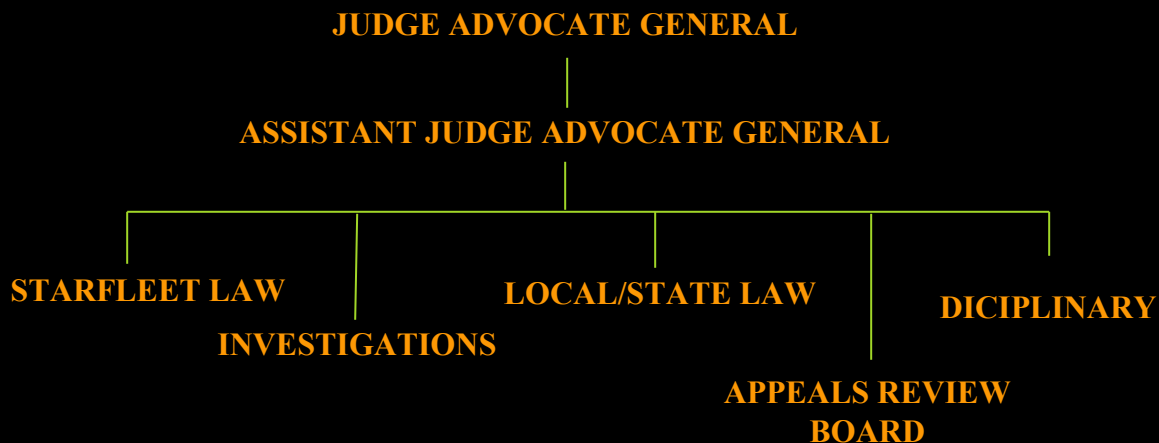 JUDGE ADVOCATE GENERAL
ASSISTANT JUDGE ADVOCATE GENERAL
STARFLEET LAW
INVESTIGATIONS
LOCAL/STATE LAW
APPEALS REVIEW
BOARD
DICIPLINARY